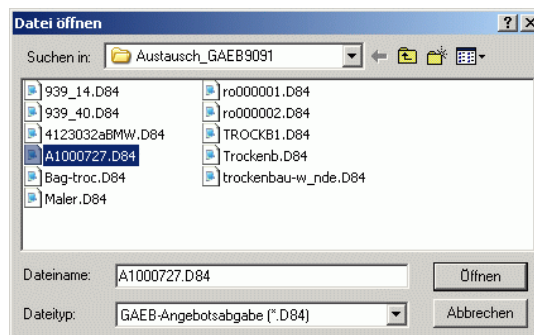 Datei öffnen
Suchen in: Austausch_GAEB9091
939_14.D84
939_40.D84
4123032aBMW.D84
A1000727.D84
Bag-troc.D84
Maler.D84
ro000001.D84
ro000002.D84
TROCKB1.D84
Trockenb.D84
trockenbau-w_nde.D84
Dateiname: A1000727.D84 Öffnen
Dateityp: GAEB-Angebotsabgabe (*.D84) Abbrechen